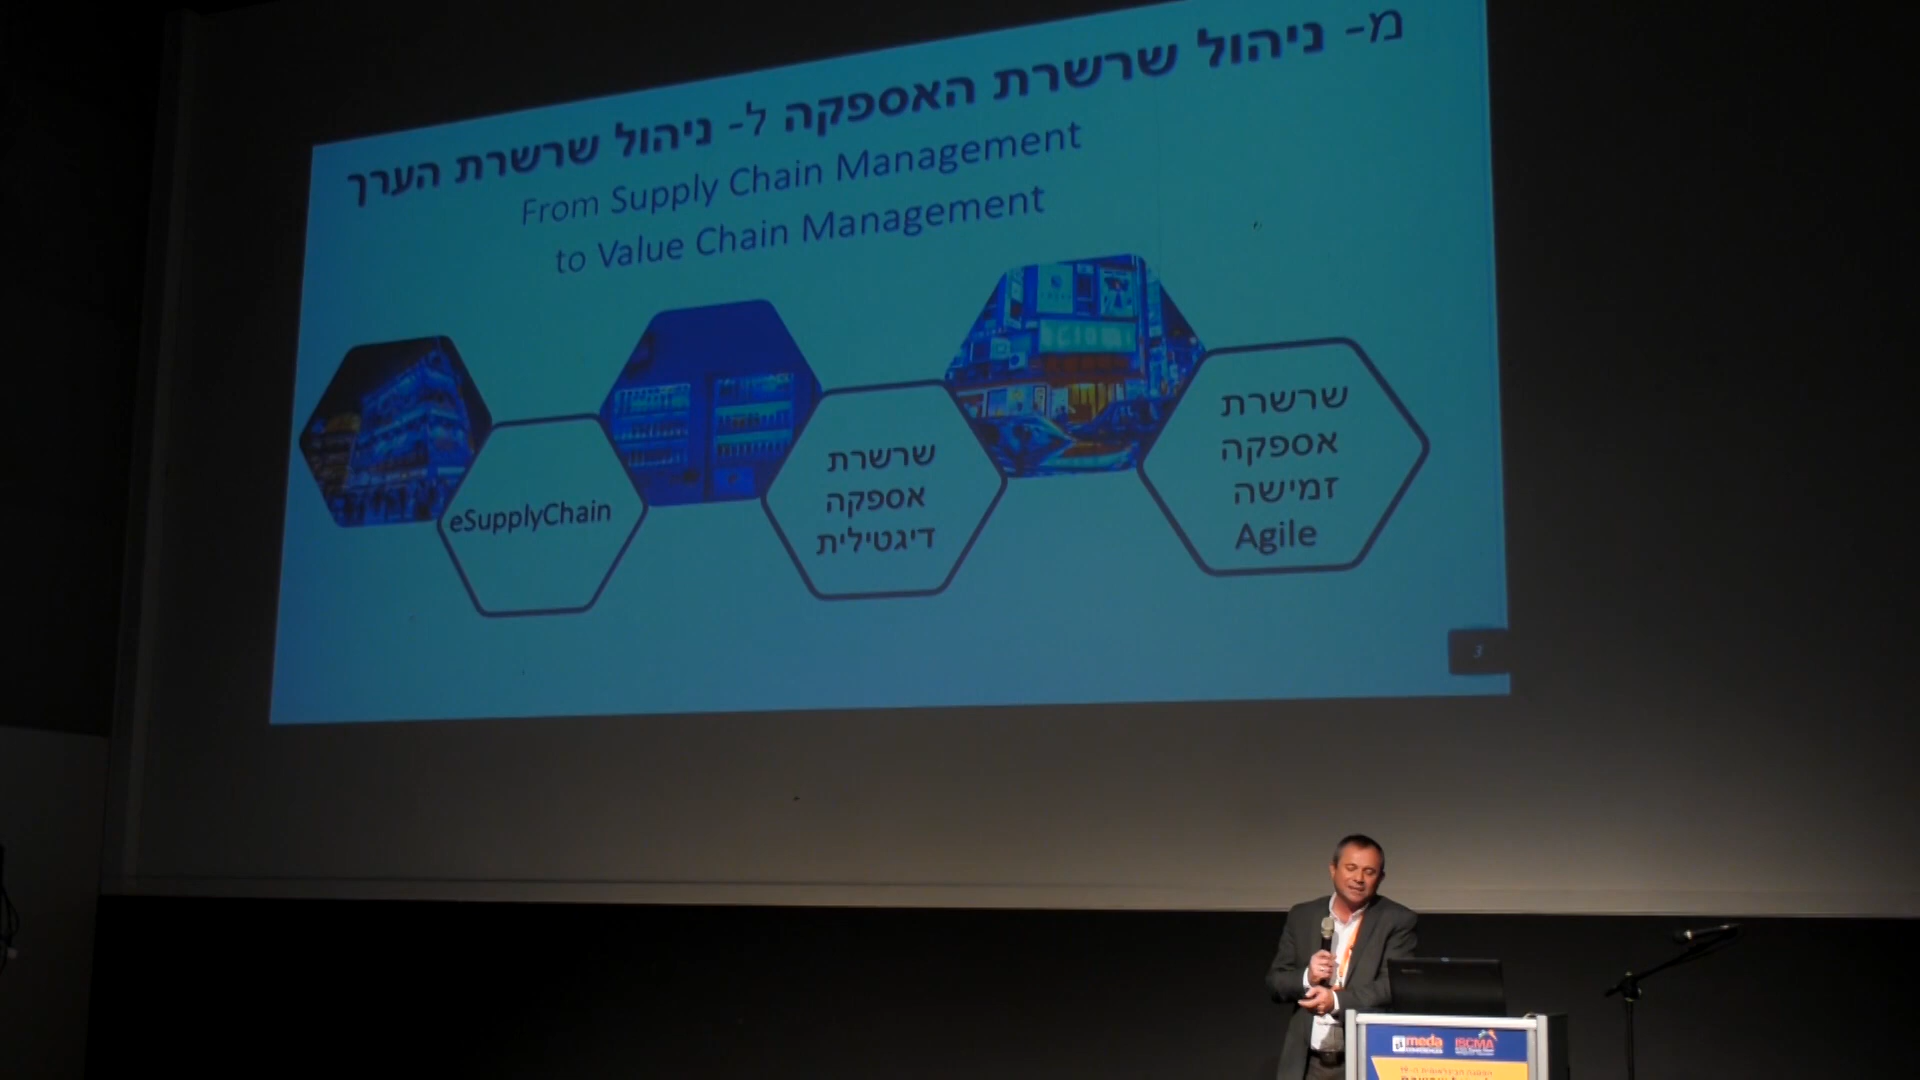 מ- ניהול שרשרת האספקה ל- ניהול שרשרת הערך
From Supply Chain Management
to Value Chain Management
eSupplyChain
שרשרת
אספקה
דיגטילית
שרשרת
אספקה
זמישה
Agile
3
meda
CONFERENCES
ISCMA